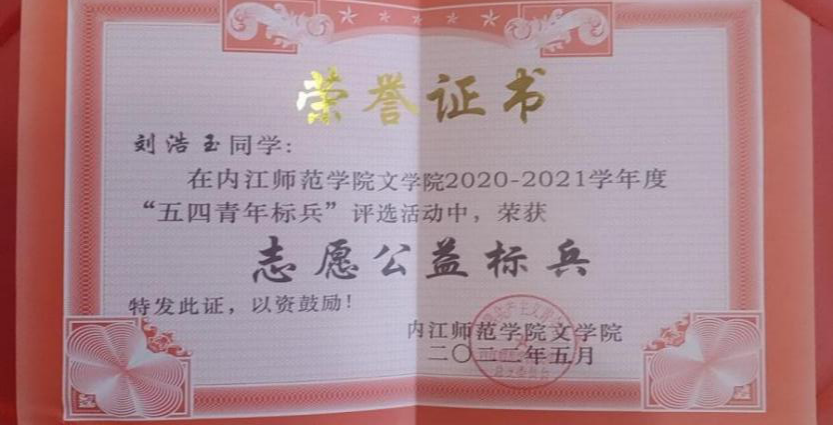 荣誉证书
刘浩玉同学：
在内江师范学院文学院2020-2021学年度
“五四青年标兵”评选活动中，荣获
志愿公益标兵
特发此证，以资鼓励！
内江师范学院文学院
二〇二二年五月